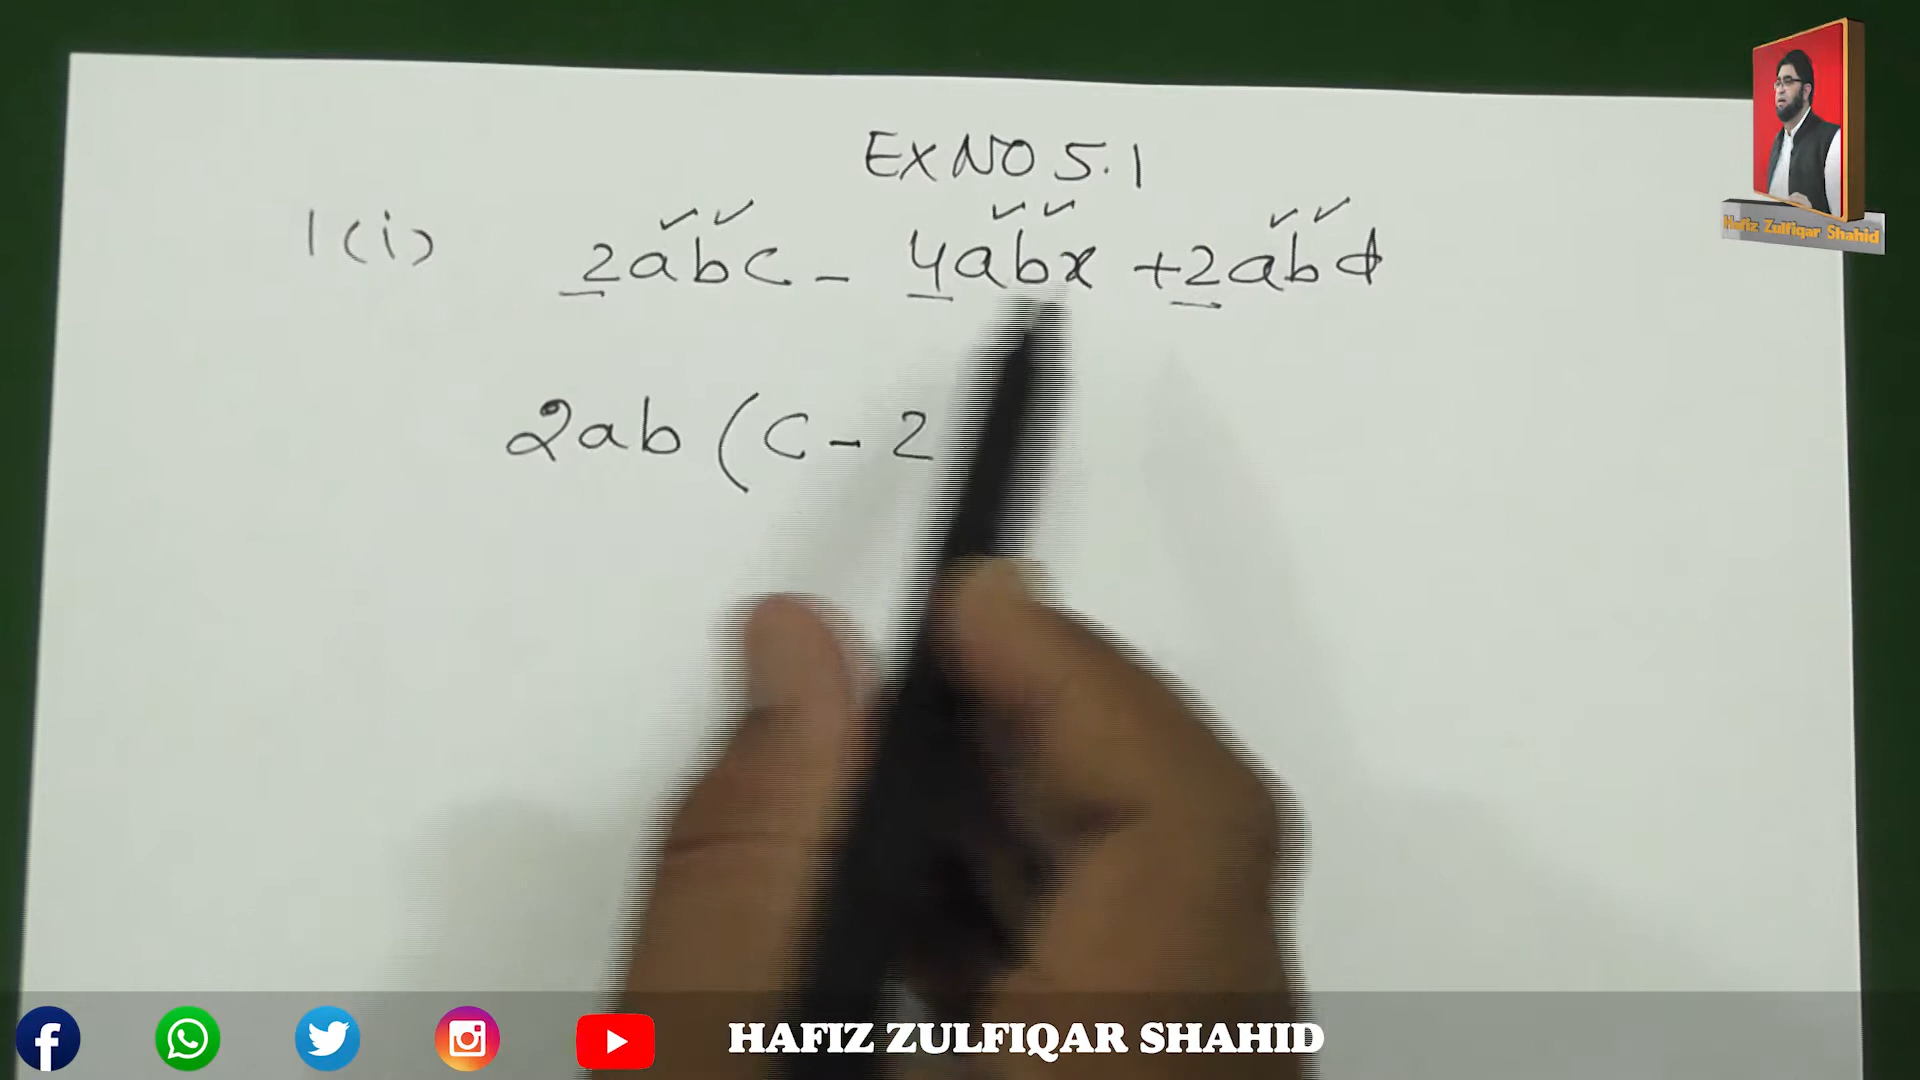 Hafiz Zulfiqar Shahid
EX NO 5.1
1(i) 2abc - 4abx + 2abd
2ab (c - 2
HAFIZ ZULFIQAR SHAHID